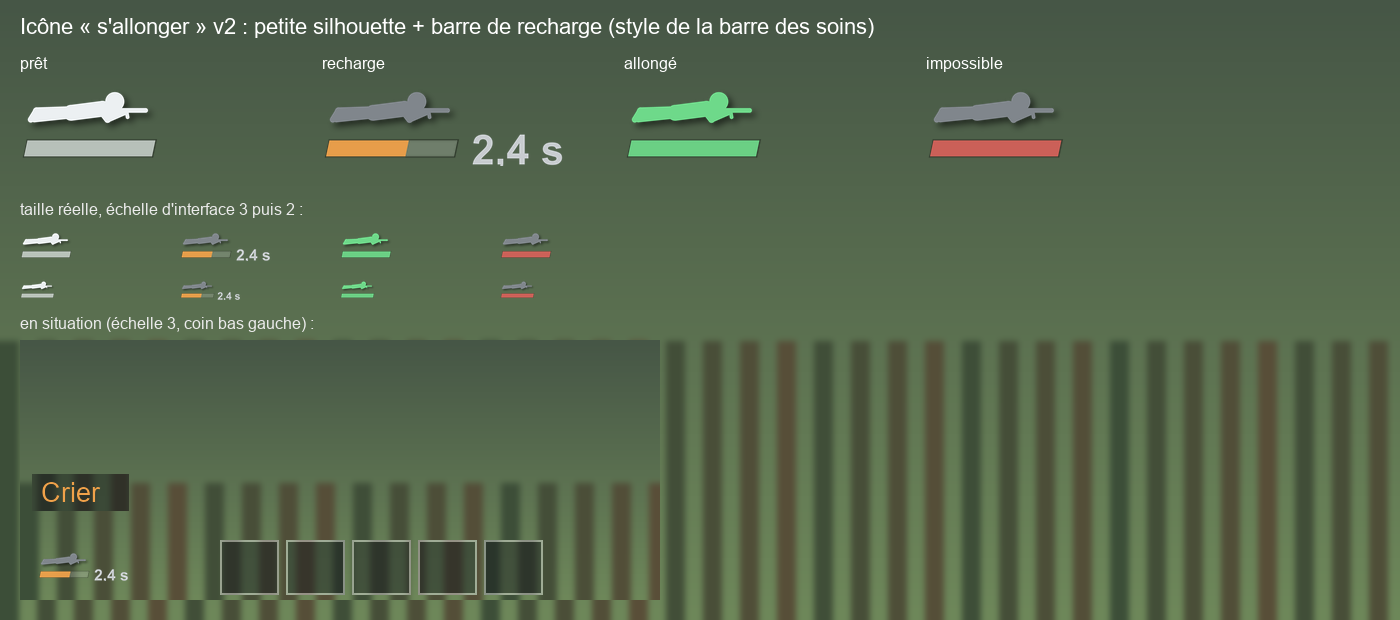 Icône « s'allonger » v2 : petite silhouette + barre de recharge (style de la barre des soins)
prêt recharge allongé impossible
2.4 s
taille réelle, échelle d'interface 3 puis 2 :
2.4 s
2.4 s
en situation (échelle 3, coin bas gauche) :
Crier
2.4 s